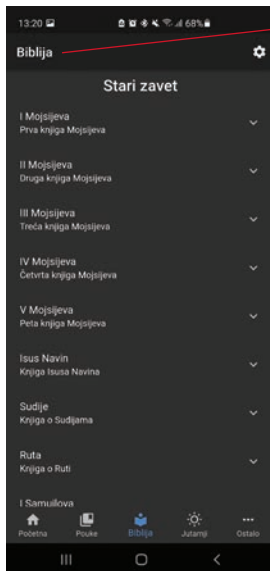 13:20 68%
Biblija
Stari zavet
I Mojsijeva
Prva knjiga Mojsijeva
II Mojsijeva
Druga knjiga Mojsijeva
III Mojsijeva
Treća knjiga Mojsijeva
IV Mojsijeva
Četvrta knjiga Mojsijeva
V Mojsijeva
Peta knjiga Mojsijeva
Isus Navin
Knjiga Isusa Navina
Sudije
Knjiga o Sudijama
Ruta
Knjiga o Ruti
I Samuilova
Početna Pouke Biblija Jutarnji Ostalo